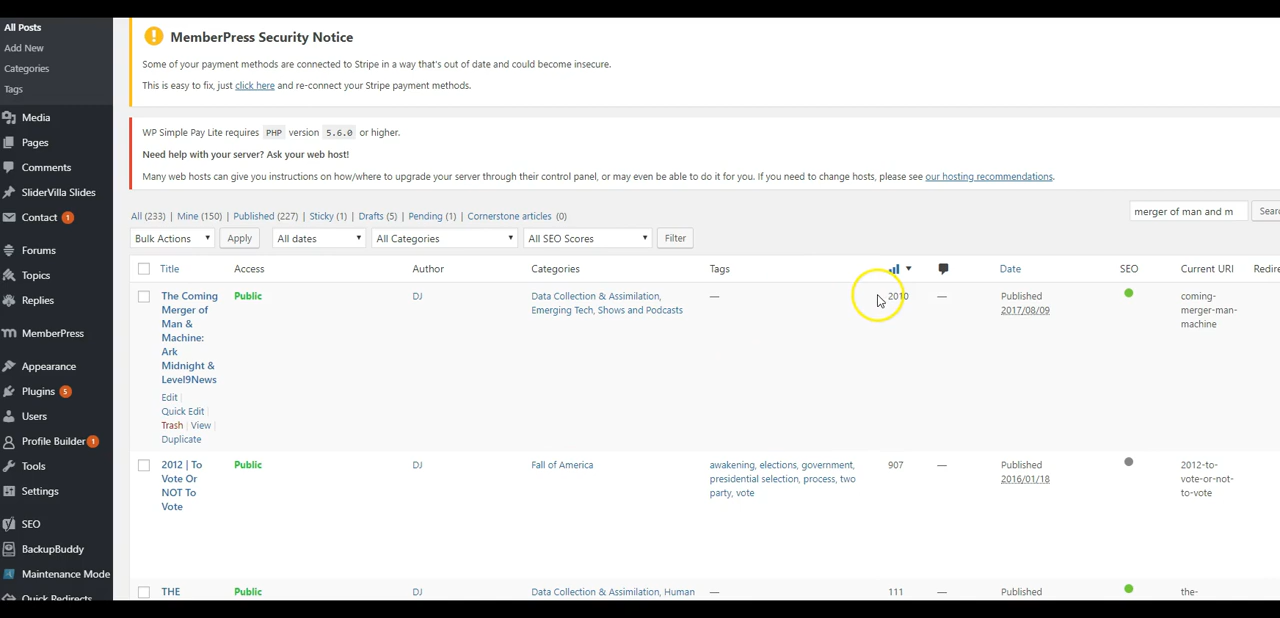 All Posts
Add New
Categories
Tags
Media
Pages
Comments
SliderVilla Slides
Contact 1
Forums
Topics
Replies
MemberPress
Appearance
Plugins 5
Users
Profile Builder 1
Tools
Settings
SEO
BackupBuddy
Maintenance Mode
Quick Redirects
MemberPress Security Notice
Some of your payment methods are connected to Stripe in a way that's out of date and could become insecure.
This is easy to fix, just click here and re-connect your Stripe payment methods.
WP Simple Pay Lite requires PHP version 5.6.0 or higher.
Need help with your server? Ask your web host!
Many web hosts can give you instructions on how/where to upgrade your server through their control panel, or may even be able to do it for you. If you need to change hosts, please see our hosting recommendations.
All (233) | Mine (150) | Published (227) | Sticky (1) | Drafts (5) | Pending (1) | Cornerstone articles (0)
merger of man and m
Sear
Bulk Actions Apply All dates All Categories All SEO Scores Filter
Title Access Author Categories Tags Date SEO Current URI Redire
The Coming Public DJ Data Collection & Assimilation, — 2010 — Published coming-
Merger of Emerging Tech, Shows and Podcasts 2017/08/09 merger-man-
Man & machine
Machine:
Ark
Midnight &
Level9News
Edit |
Quick Edit |
Trash | View |
Duplicate
2012 | To Public DJ Fall of America awakening, elections, government, 907 — Published 2012-to-
Vote Or presidential selection, process, two 2016/01/18 vote-or-not-
NOT To party, vote to-vote
Vote
THE Public DJ Data Collection & Assimilation, Human — 111 — Published the-